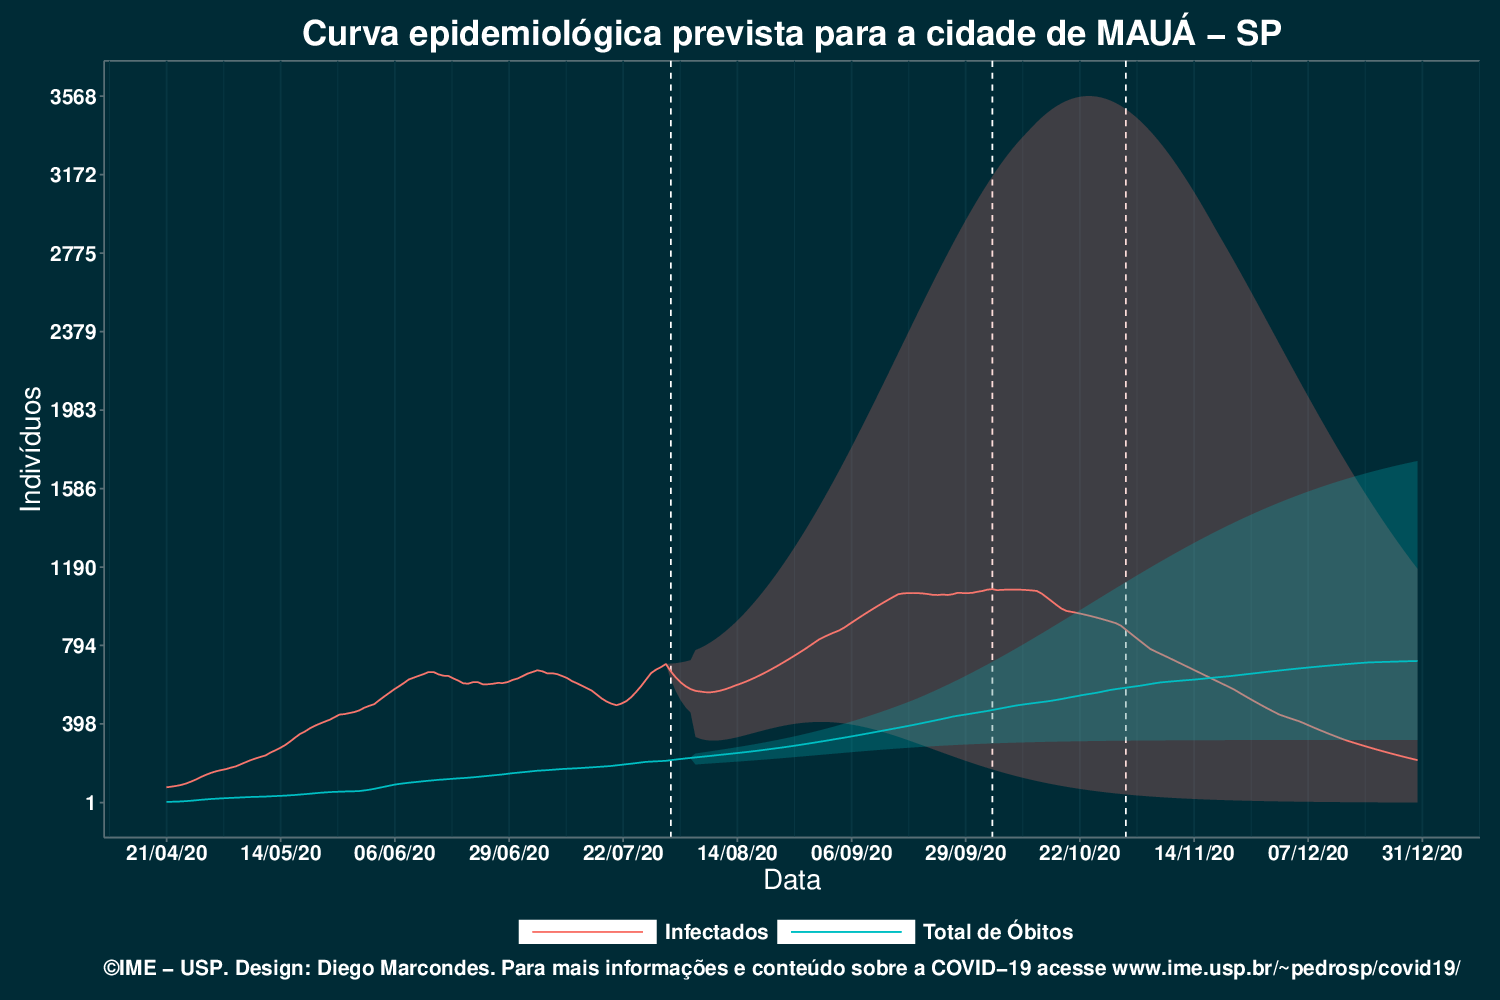 Curva epidemiológica prevista para a cidade de MAUÁ − SP
3568
3172
2775
2379
1983
1586
1190
794
398
1
Indivíduos
21/04/20 14/05/20 06/06/20 29/06/20 22/07/20 14/08/20 06/09/20 29/09/20 22/10/20 14/11/20 07/12/20 31/12/20
Data
Infectados Total de Óbitos
©IME − USP. Design: Diego Marcondes. Para mais informações e conteúdo sobre a COVID−19 acesse www.ime.usp.br/~pedrosp/covid19/